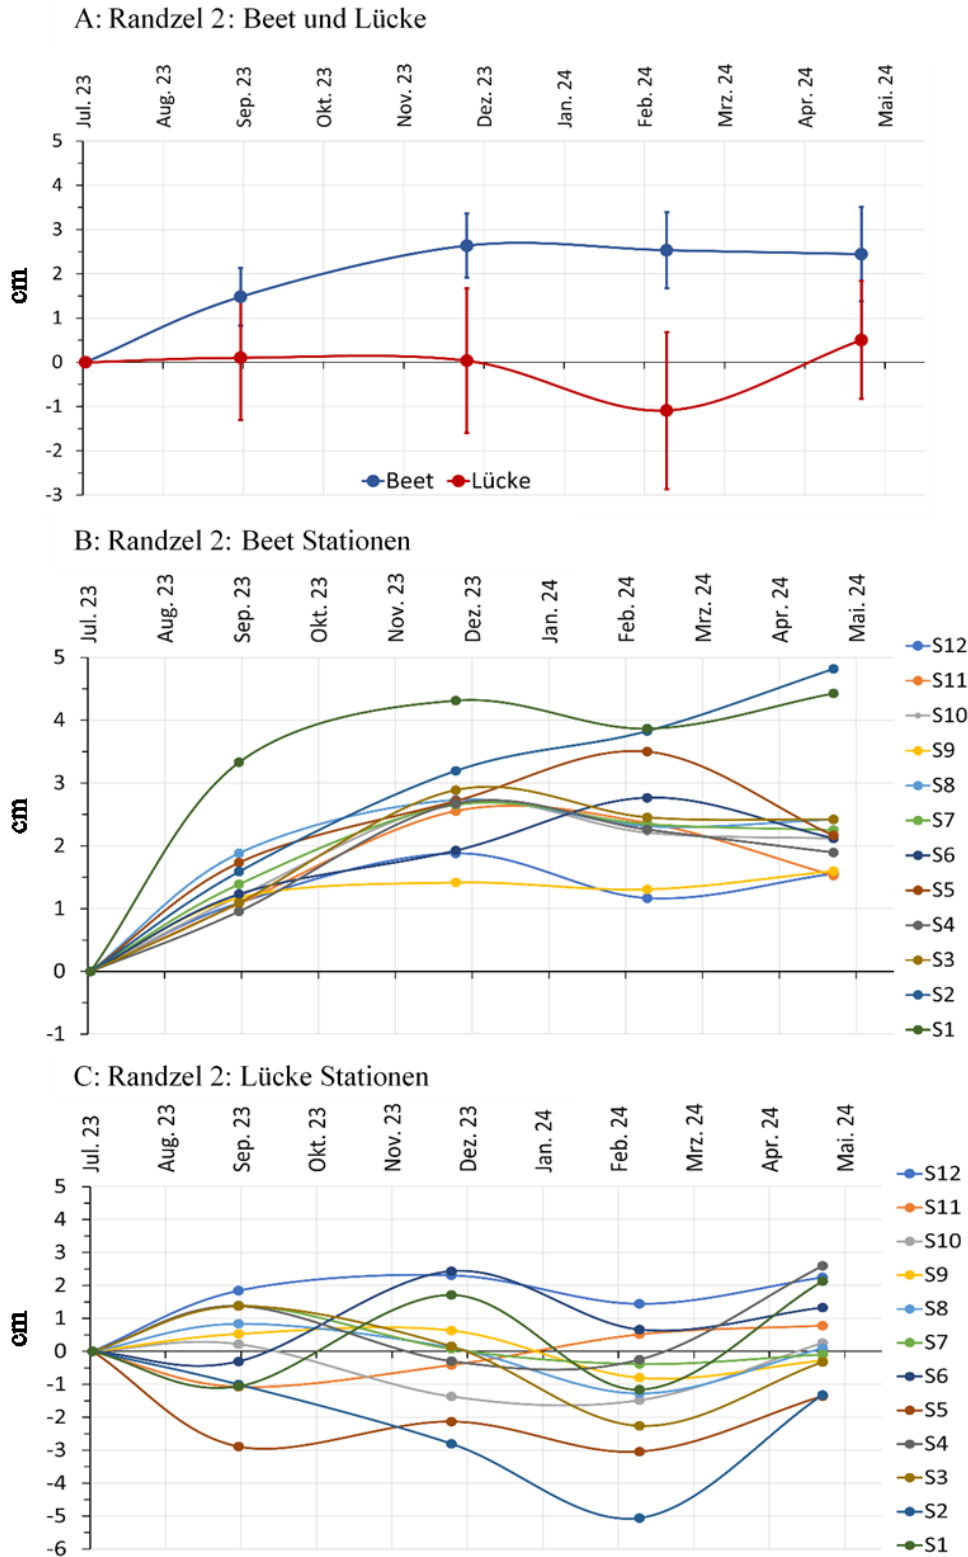 A: Randzel 2: Beet und Lücke
Jul. 23 Aug. 23 Sep. 23 Okt. 23 Nov. 23 Dez. 23 Jan. 24 Feb. 24 Mrz. 24 Apr. 24 Mai. 24
5
4
3
2
1
0
-1
-2
-3
cm
Beet Lücke
B: Randzel 2: Beet Stationen
Jul. 23 Aug. 23 Sep. 23 Okt. 23 Nov. 23 Dez. 23 Jan. 24 Feb. 24 Mrz. 24 Apr. 24 Mai. 24
5
4
3
2
1
0
-1
cm
S12
S11
S10
S9
S8
S7
S6
S5
S4
S3
S2
S1
C: Randzel 2: Lücke Stationen
Jul. 23 Aug. 23 Sep. 23 Okt. 23 Nov. 23 Dez. 23 Jan. 24 Feb. 24 Mrz. 24 Apr. 24 Mai. 24
5
4
3
2
1
0
-1
-2
-3
-4
-5
-6
cm
S12
S11
S10
S9
S8
S7
S6
S5
S4
S3
S2
S1